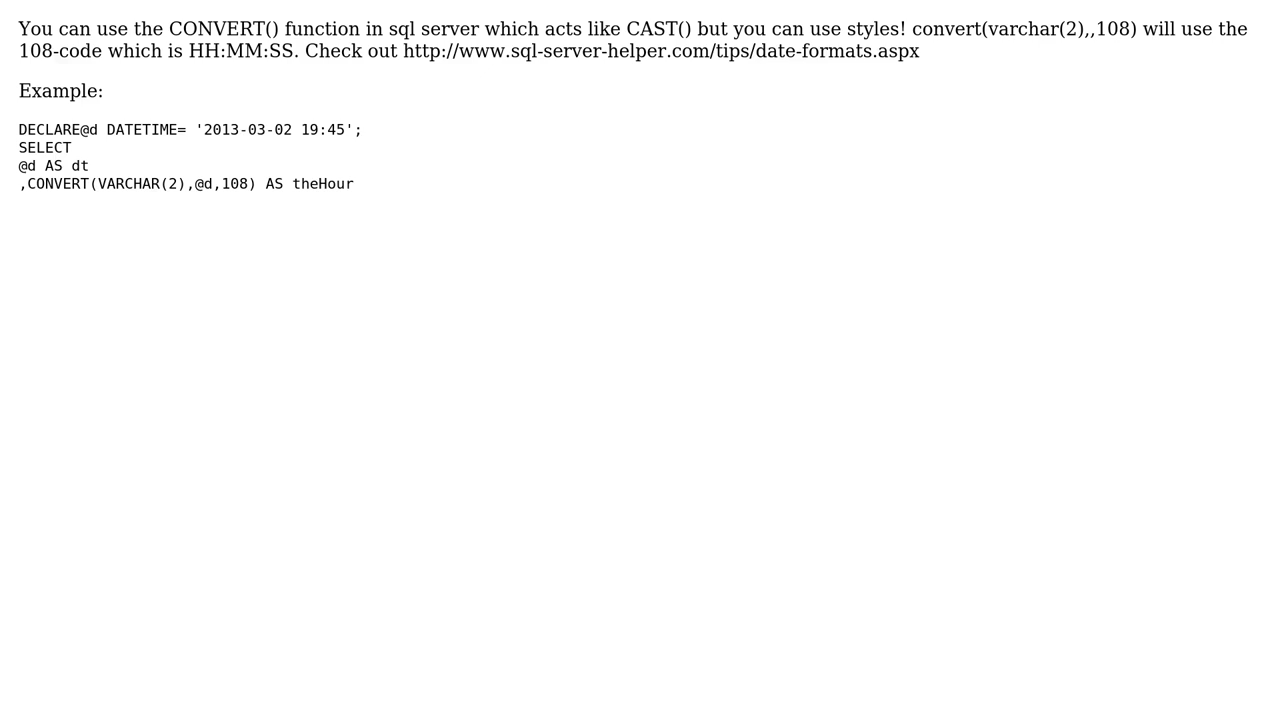 You can use the CONVERT() function in sql server which acts like CAST() but you can use styles! convert(varchar(2),,108) will use the
108-code which is HH:MM:SS. Check out http://www.sql-server-helper.com/tips/date-formats.aspx
Example:
DECLARE@d DATETIME= '2013-03-02 19:45';
SELECT
@d AS dt
,CONVERT(VARCHAR(2),@d,108) AS theHour